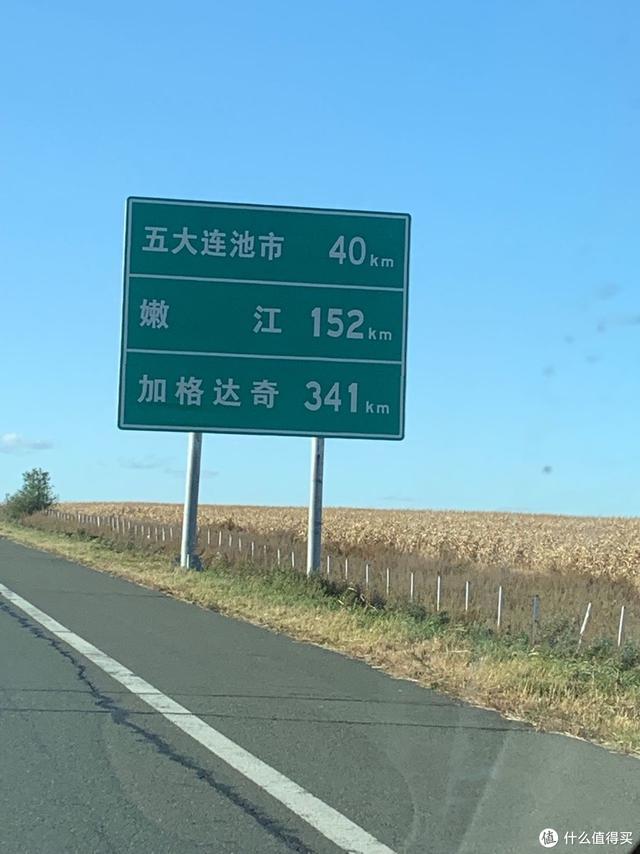 五大连池市 40km
嫩江 152km
加格达奇 341km
值 什么值得买